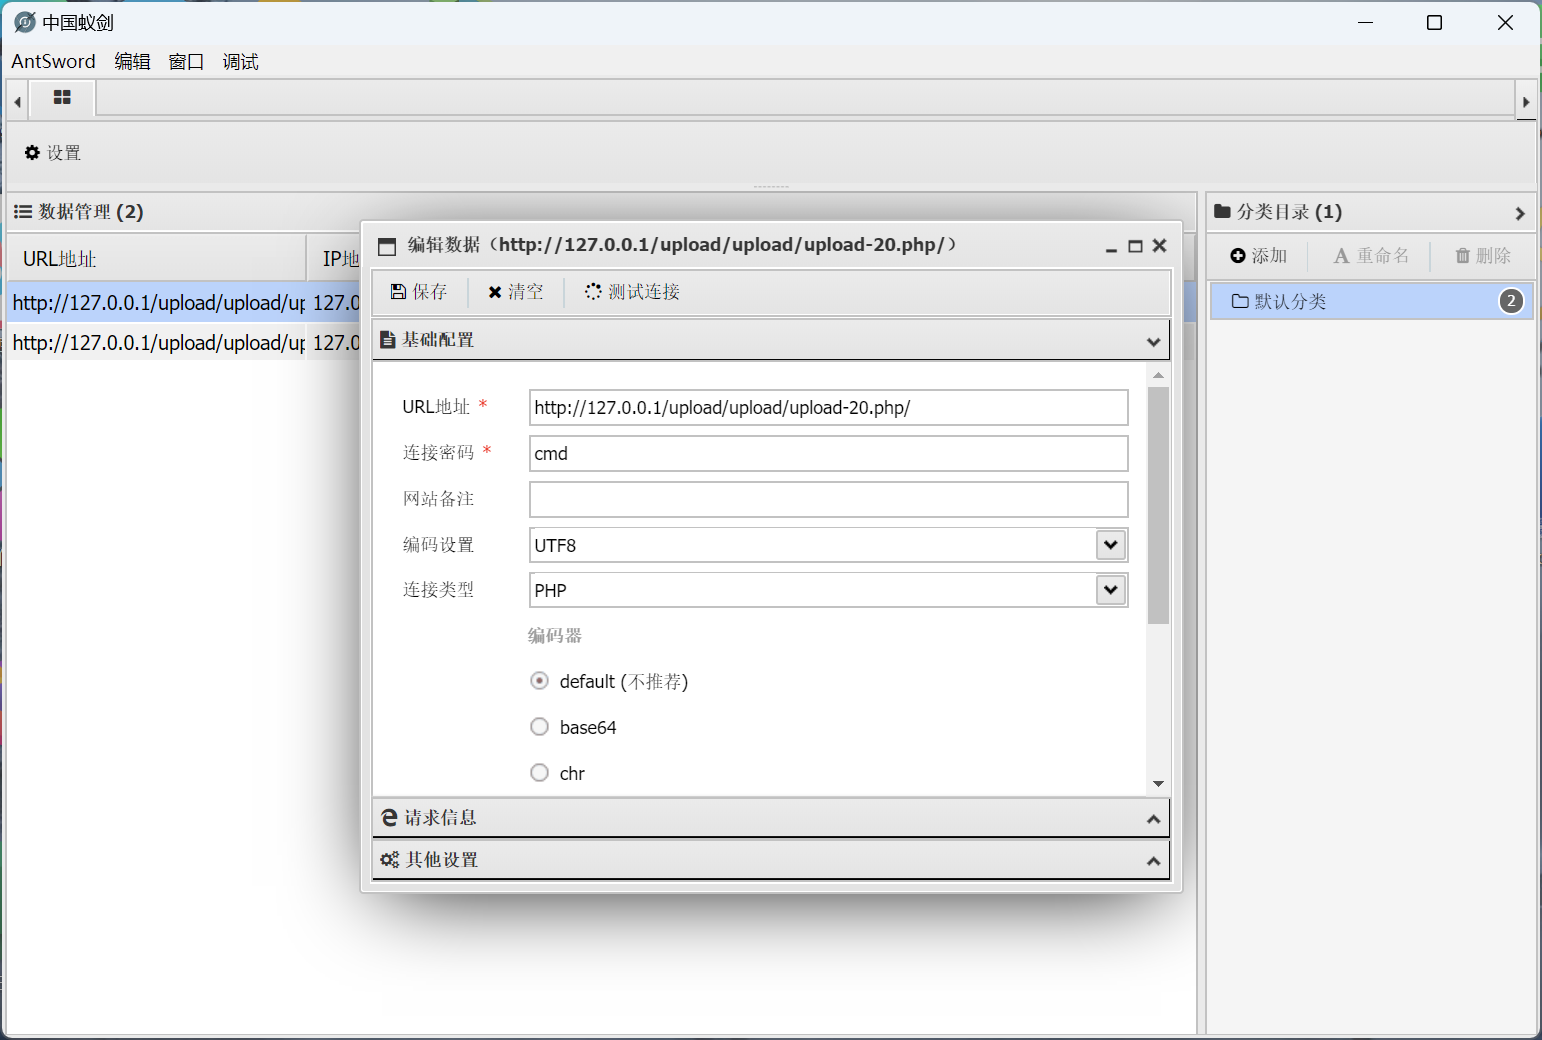 中国蚁剑
AntSword 编辑 窗口 调试
设置
数据管理 (2)
URL地址 IP地
http://127.0.0.1/upload/upload/up 127.0
http://127.0.0.1/upload/upload/up 127.0
编辑数据（http://127.0.0.1/upload/upload/upload-20.php/）
保存 清空 测试连接
基础配置
URL地址 * http://127.0.0.1/upload/upload/upload-20.php/
连接密码 * cmd
网站备注
编码设置 UTF8
连接类型 PHP
编码器
default (不推荐)
base64
chr
请求信息
其他设置
分类目录 (1)
添加 重命名 删除
默认分类 2